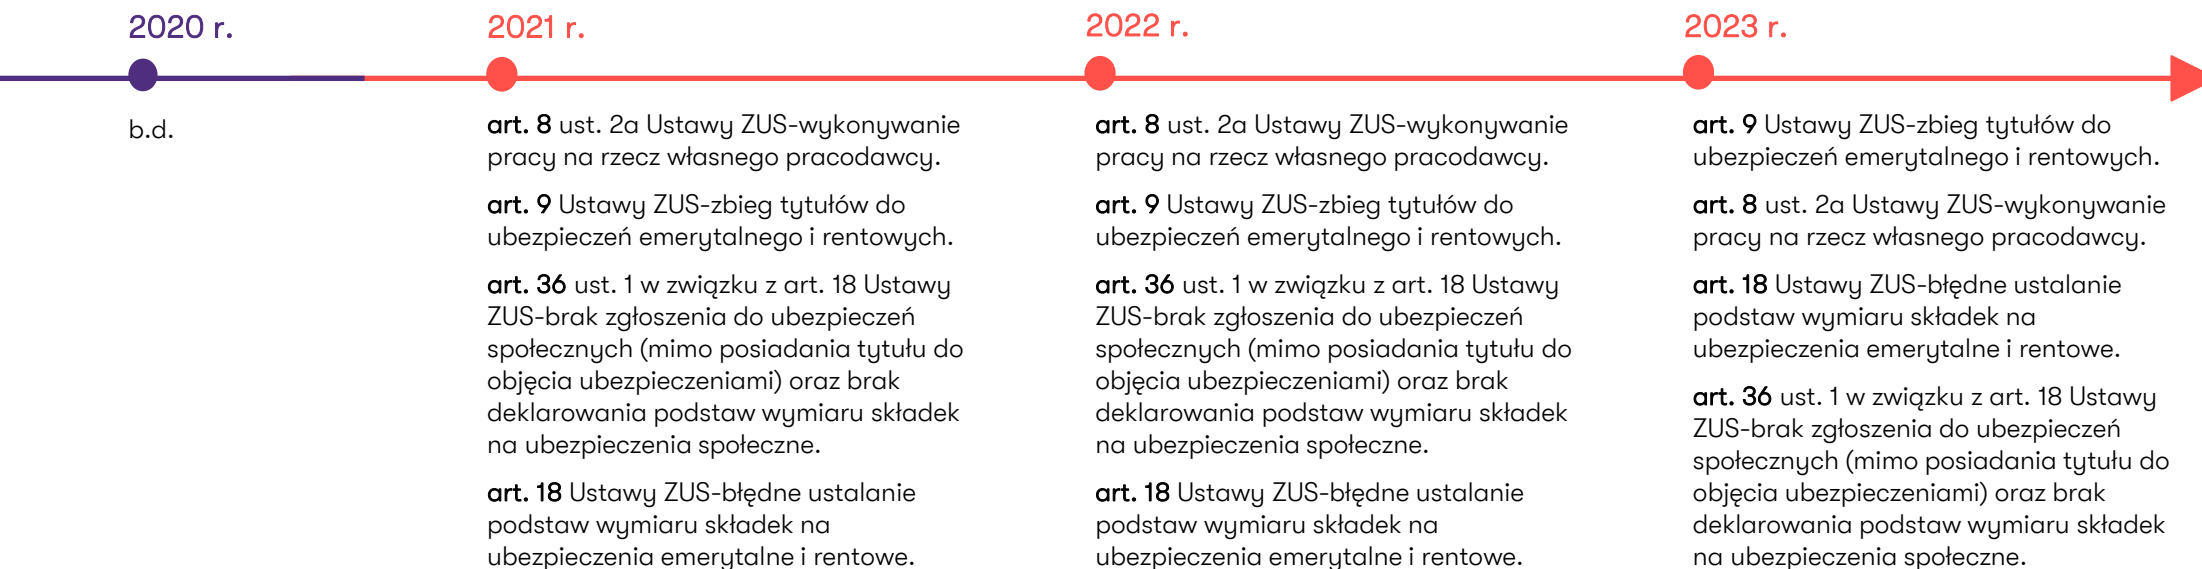 2020 r.
b.d.
2021 r.
art. 8 ust. 2a Ustawy ZUS-wykonywanie
pracy na rzecz własnego pracodawcy.
art. 9 Ustawy ZUS-zbieg tytułów do
ubezpieczeń emerytalnego i rentowych.
art. 36 ust. 1 w związku z art. 18 Ustawy
ZUS-brak zgłoszenia do ubezpieczeń
społecznych (mimo posiadania tytułu do
objęcia ubezpieczeniami) oraz brak
deklarowania podstaw wymiaru składek
na ubezpieczenia społeczne.
art. 18 Ustawy ZUS-błędne ustalanie
podstaw wymiaru składek na
ubezpieczenia emerytalne i rentowe.
2022 r.
art. 8 ust. 2a Ustawy ZUS-wykonywanie
pracy na rzecz własnego pracodawcy.
art. 9 Ustawy ZUS-zbieg tytułów do
ubezpieczeń emerytalnego i rentowych.
art. 36 ust. 1 w związku z art. 18 Ustawy
ZUS-brak zgłoszenia do ubezpieczeń
społecznych (mimo posiadania tytułu do
objęcia ubezpieczeniami) oraz brak
deklarowania podstaw wymiaru składek
na ubezpieczenia społeczne.
art. 18 Ustawy ZUS-błędne ustalanie
podstaw wymiaru składek na
ubezpieczenia emerytalne i rentowe.
2023 r.
art. 9 Ustawy ZUS-zbieg tytułów do
ubezpieczeń emerytalnego i rentowych.
art. 8 ust. 2a Ustawy ZUS-wykonywanie
pracy na rzecz własnego pracodawcy.
art. 18 Ustawy ZUS-błędne ustalanie
podstaw wymiaru składek na
ubezpieczenia emerytalne i rentowe.
art. 36 ust. 1 w związku z art. 18 Ustawy
ZUS-brak zgłoszenia do ubezpieczeń
społecznych (mimo posiadania tytułu do
objęcia ubezpieczeniami) oraz brak
deklarowania podstaw wymiaru składek
na ubezpieczenia społeczne.